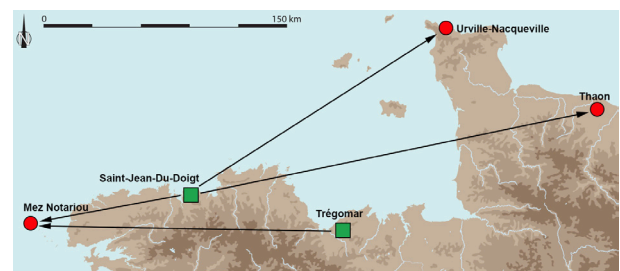 0
150 km
N
Urville-Nacqueville
Thaon
Saint-Jean-Du-Doigt
Mez Notariou
Trégomar